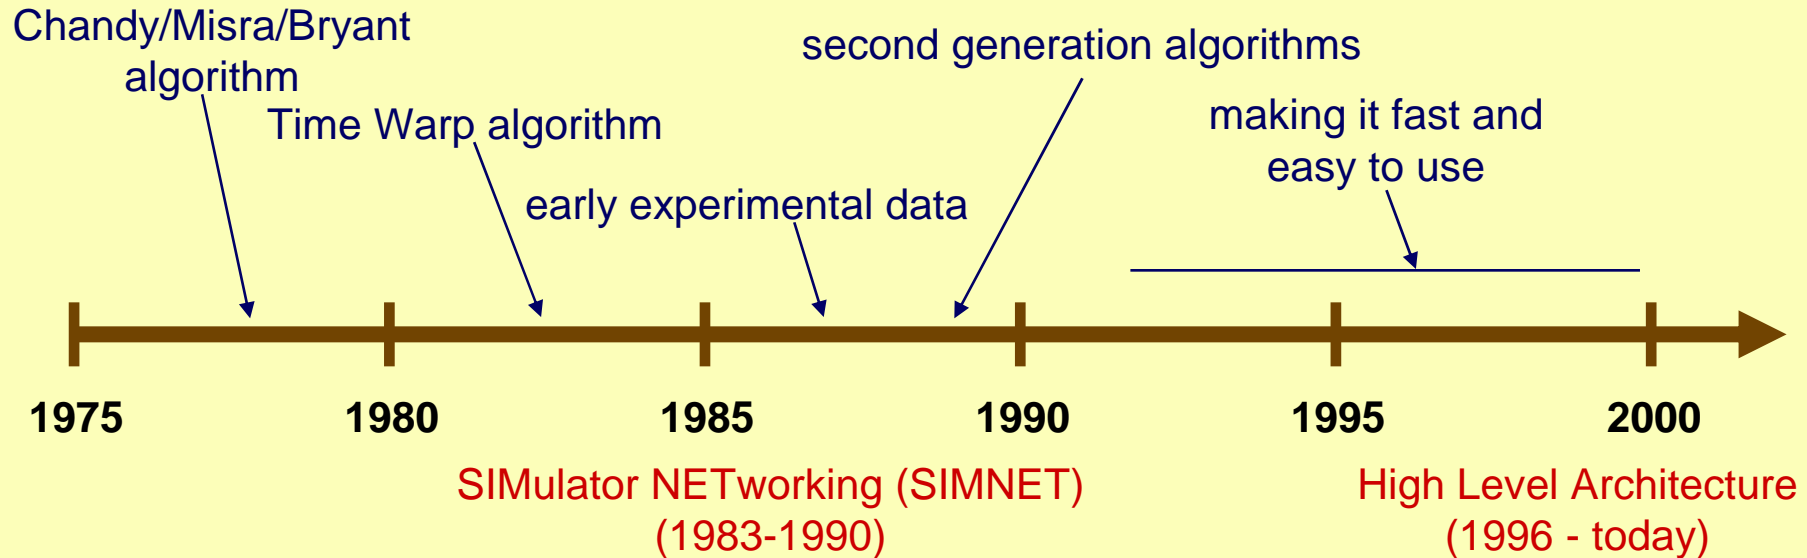 Chandy/Misra/Bryant
algorithm
Time Warp algorithm
early experimental data
second generation algorithms
making it fast and
easy to use
1975
1980
1985
1990
1995
2000
SIMulator NETworking (SIMNET)
(1983-1990)
High Level Architecture
(1996 - today)